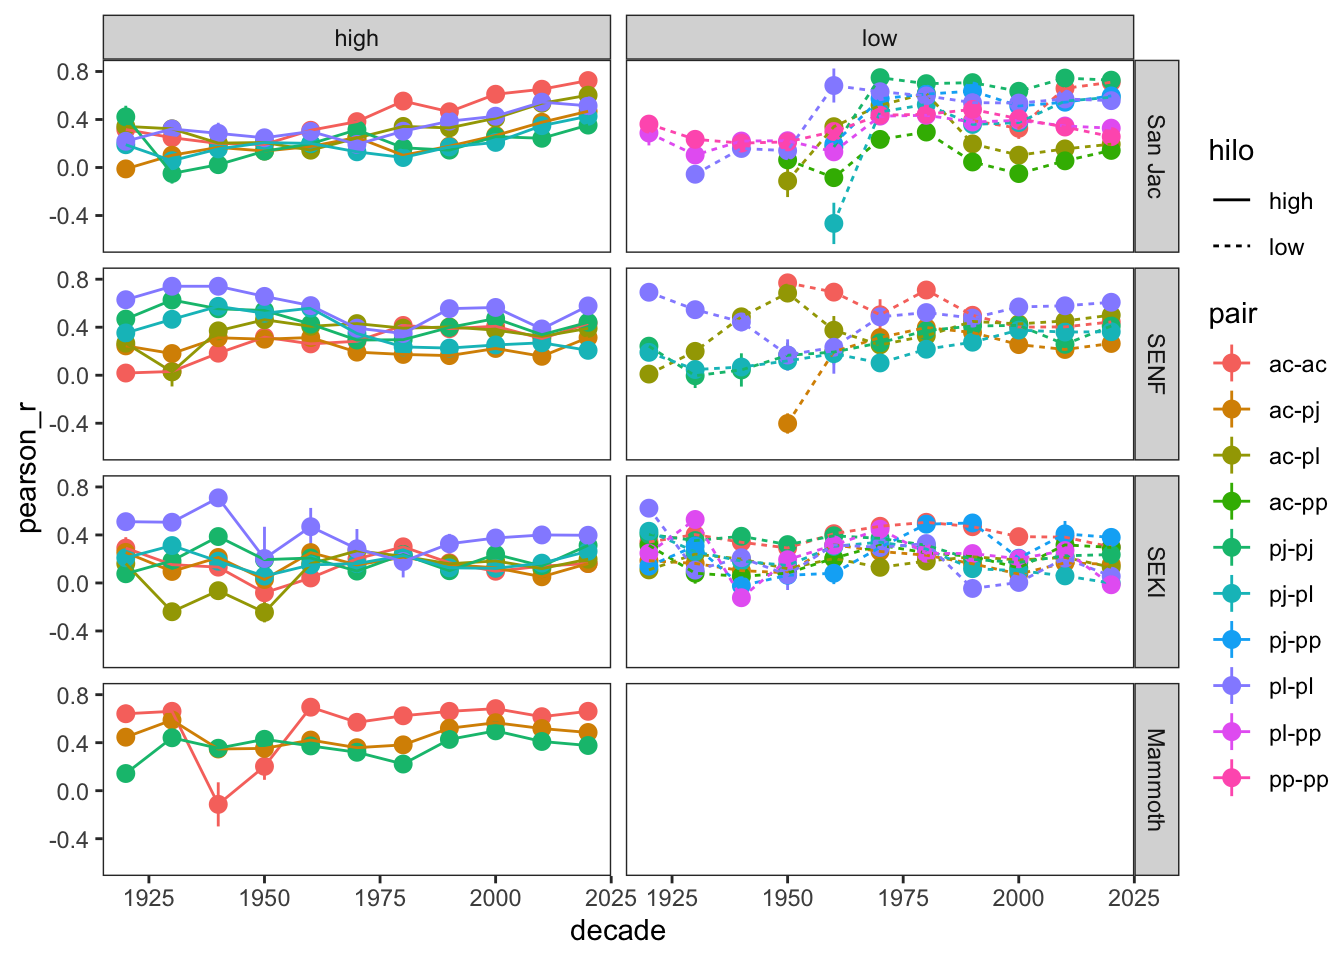 high low
0.8
0.4
0.0
-0.4
San Jac
0.8
0.4
0.0
-0.4
SENF
0.8
0.4
0.0
-0.4
SEKI
0.8
0.4
0.0
-0.4
Mammoth
1925 1950 1975 2000 2025 1925 1950 1975 2000 2025
decade
pearson_r
hilo
high
low
pair
ac-ac
ac-pj
ac-pl
ac-pp
pj-pj
pj-pl
pj-pp
pl-pl
pl-pp
pp-pp